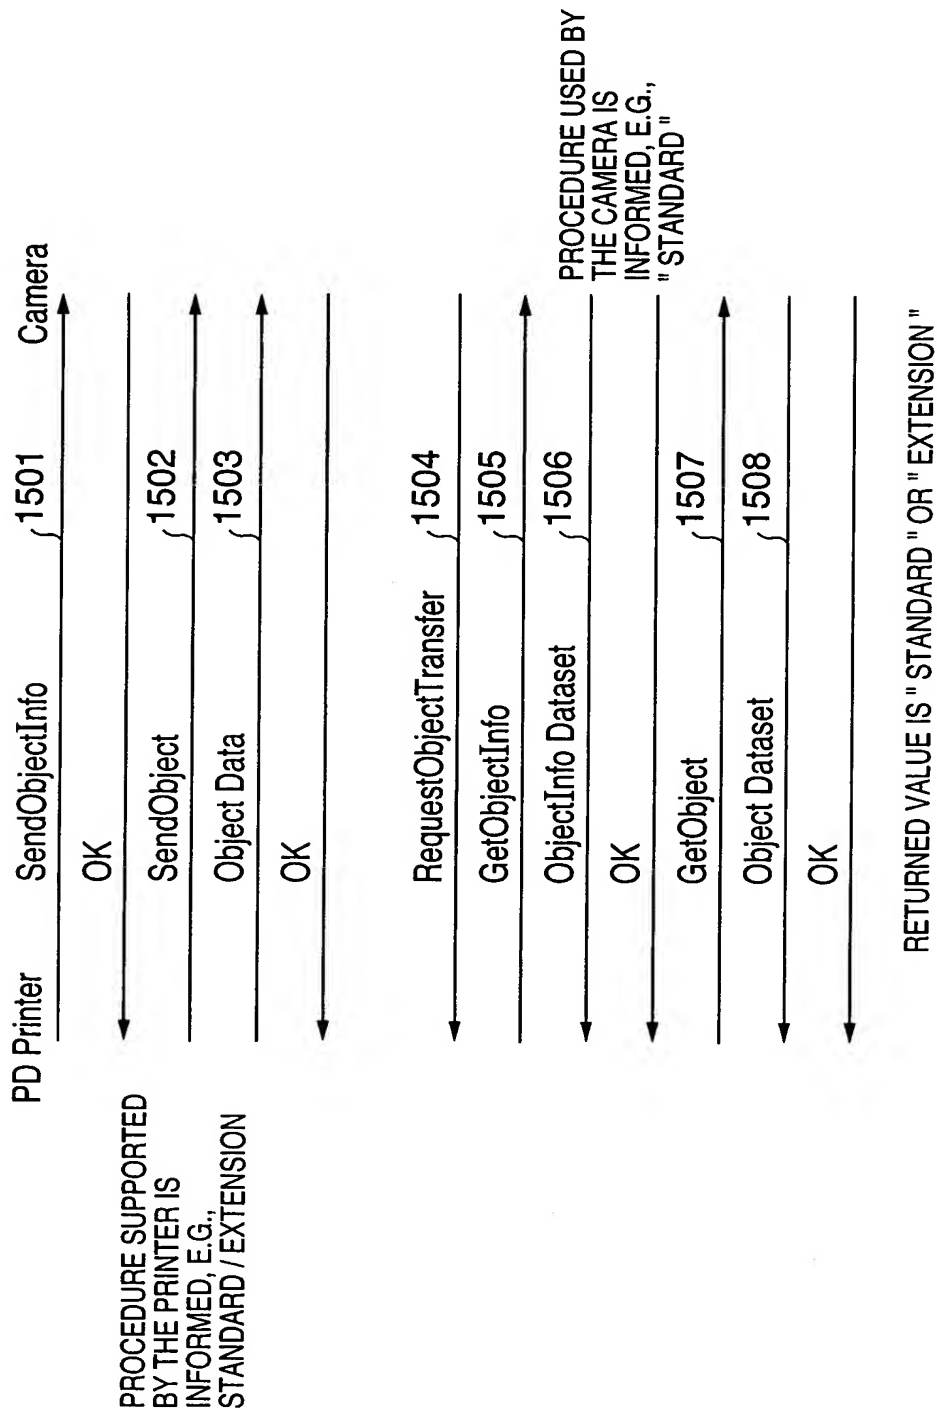 PD Printer
Camera
SendObjectInfo
1501
OK
PROCEDURE SUPPORTED
BY THE PRINTER IS
INFORMED, E.G.,
STANDARD / EXTENSION
SendObject
1502
Object Data
1503
OK
RequestObjectTransfer
1504
GetObjectInfo
1505
ObjectInfo Dataset
1506
PROCEDURE USED BY
THE CAMERA IS
INFORMED, E.G.,
" STANDARD "
OK
GetObject
1507
Object Dataset
1508
OK
RETURNED VALUE IS " STANDARD " OR " EXTENSION "